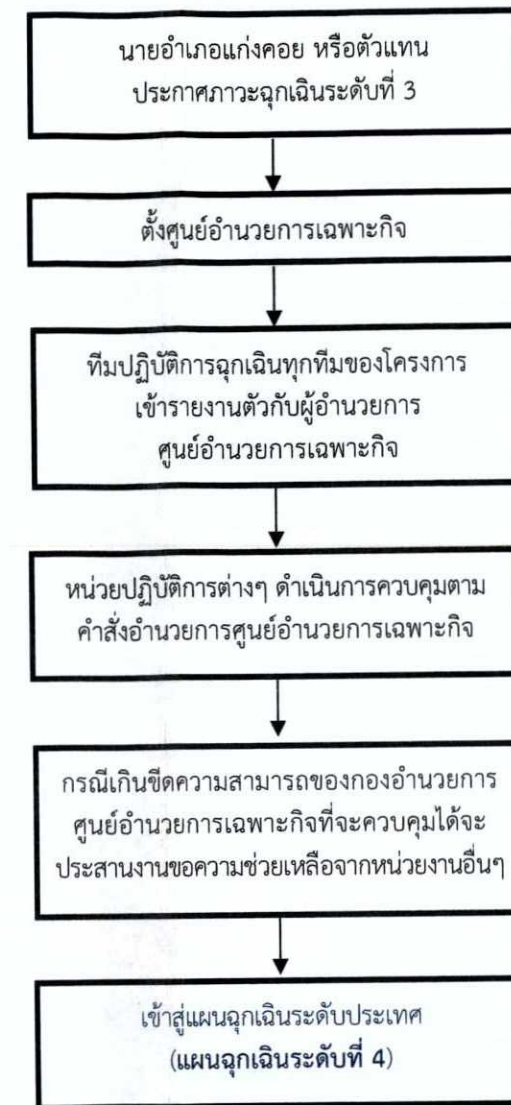 นายอำเภอแก่งคอย หรือตัวแทน
ประกาศภาวะฉุกเฉินระดับที่ 3
ตั้งศูนย์อำนวยการเฉพาะกิจ
ทีมปฏิบัติการฉุกเฉินทุกทีมของโครงการ
เข้ารายงานตัวกับผู้อำนวยการ
ศูนย์อำนวยการเฉพาะกิจ
หน่วยปฏิบัติการต่างๆ ดำเนินการควบคุมตาม
คำสั่งอำนวยการศูนย์อำนวยการเฉพาะกิจ
กรณีเกินขีดความสามารถของกองอำนวยการ
ศูนย์อำนวยการเฉพาะกิจที่จะควบคุมได้จะ
ประสานงานขอความช่วยเหลือจากหน่วยงานอื่นๆ
เข้าสู่แผนฉุกเฉินระดับประเทศ
(แผนฉุกเฉินระดับที่ 4)